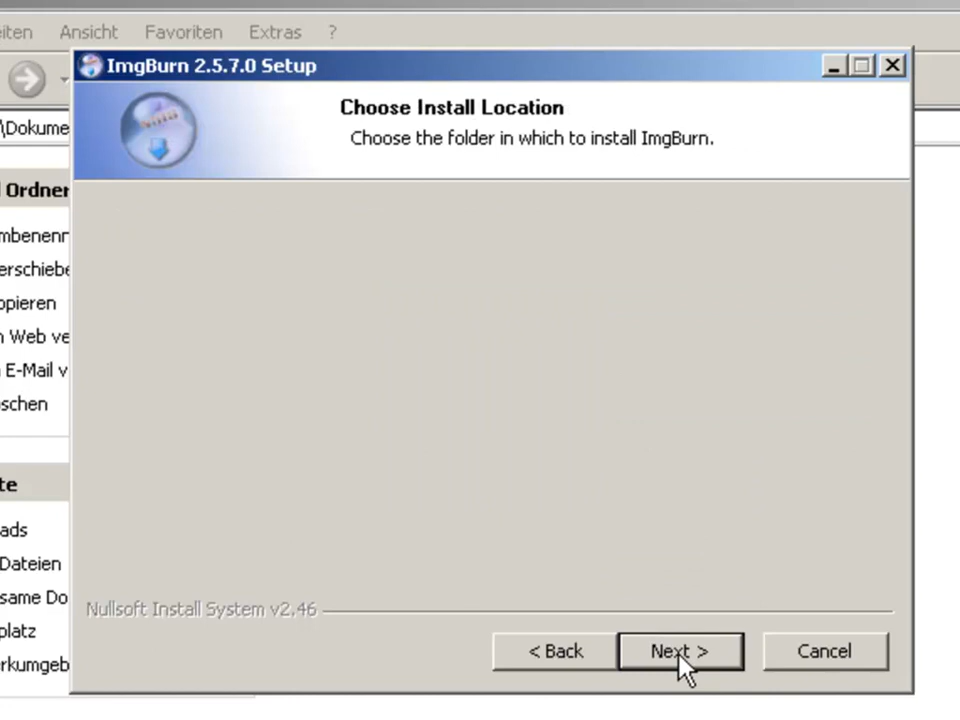 eiten Ansicht Favoriten Extras ?
ImgBurn 2.5.7.0 Setup
Choose Install Location
Choose the folder in which to install ImgBurn.
\Dokume
Ordner
mbenenn
erschiebe
opieren
n Web ve
E-Mail v
öschen
te
ads
Dateien
same Do
platz
erkumgeb
Nullsoft Install System v2.46
< Back Next > Cancel